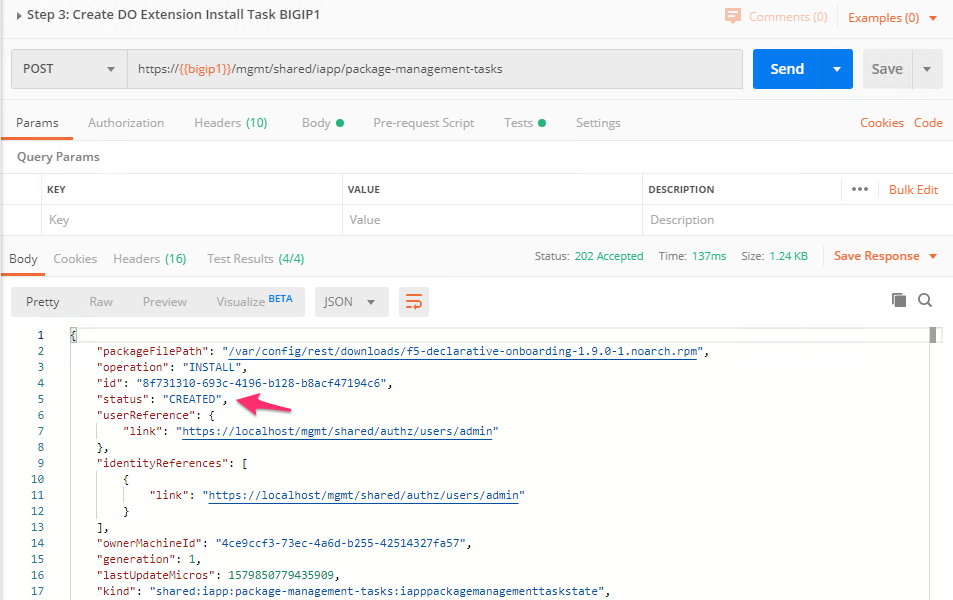 Step 3: Create DO Extension Install Task BIGIP1 Comments (0) Examples (0)
POST https://{{bigip1}}/mgmt/shared/iapp/package-management-tasks Send Save
Params Authorization Headers (10) Body Pre-request Script Tests Settings Cookies Code
Query Params
KEY VALUE DESCRIPTION ••• Bulk Edit
Key Value Description
Body Cookies Headers (16) Test Results (4/4) Status: 202 Accepted Time: 137ms Size: 1.24 KB Save Response
Pretty Raw Preview Visualize BETA JSON
1 {
2 "packageFilePath": "/var/config/rest/downloads/f5-declarative-onboarding-1.9.0-1.noarch.rpm",
3 "operation": "INSTALL",
4 "id": "8f731310-693c-4196-b128-b8acf47194c6",
5 "status": "CREATED",
6 "userReference": {
7 "link": "https://localhost/mgmt/shared/authz/users/admin"
8 },
9 "identityReferences": [
10 {
11 "link": "https://localhost/mgmt/shared/authz/users/admin"
12 }
13 ],
14 "ownerMachineId": "4ce9ccf3-73ec-4a6d-b255-42514327fa57",
15 "generation": 1,
16 "lastUpdateMicros": 1579850779435909,
17 "kind": "shared:iapp:package-management-tasks:iapppackagemanagementtaskstate",